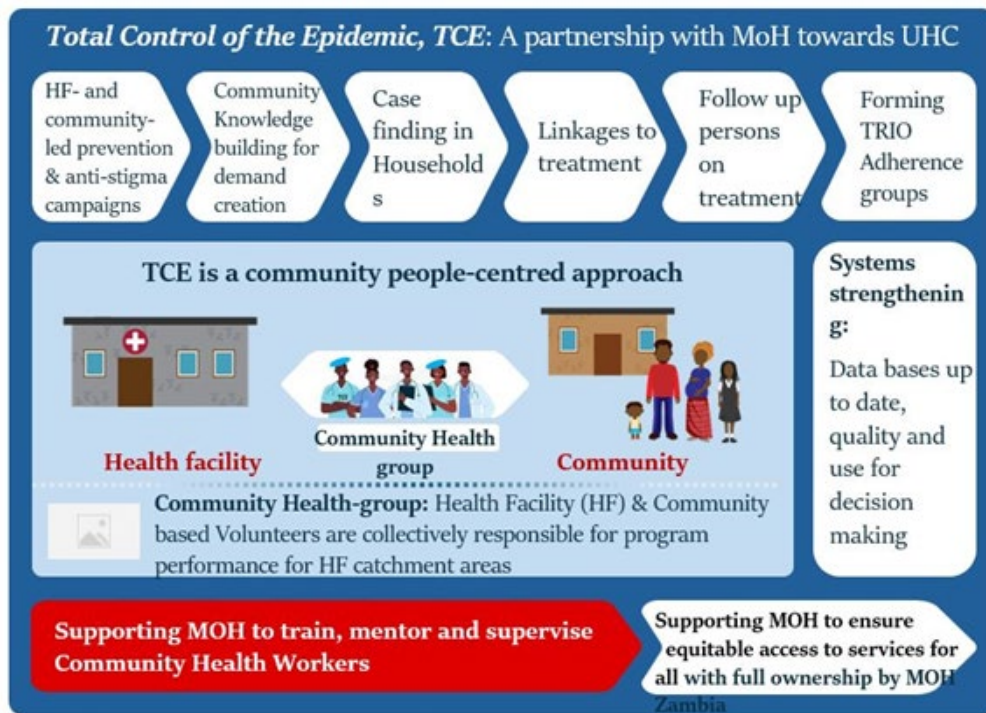 Total Control of the Epidemic, TCE: A partnership with MoH towards UHC
HF- and
community-
led prevention
& anti-stigma
campaigns
Community
Knowledge
building for
demand
creation
Case
finding in
Household
s
Linkages to
treatment
Follow up
persons
on
treatment
Forming
TRIO
Adherence
groups
TCE is a community people-centred approach
Health facility
Community Health
group
Community
Community Health-group: Health Facility (HF) & Community
based Volunteers are collectively responsible for program
performance for HF catchment areas
Systems
strengthenin
g:
Data bases up
to date,
quality and
use for
decision
making
Supporting MOH to train, mentor and supervise
Community Health Workers
Supporting MOH to ensure
equitable access to services for
all with full ownership by MOH
Zambia